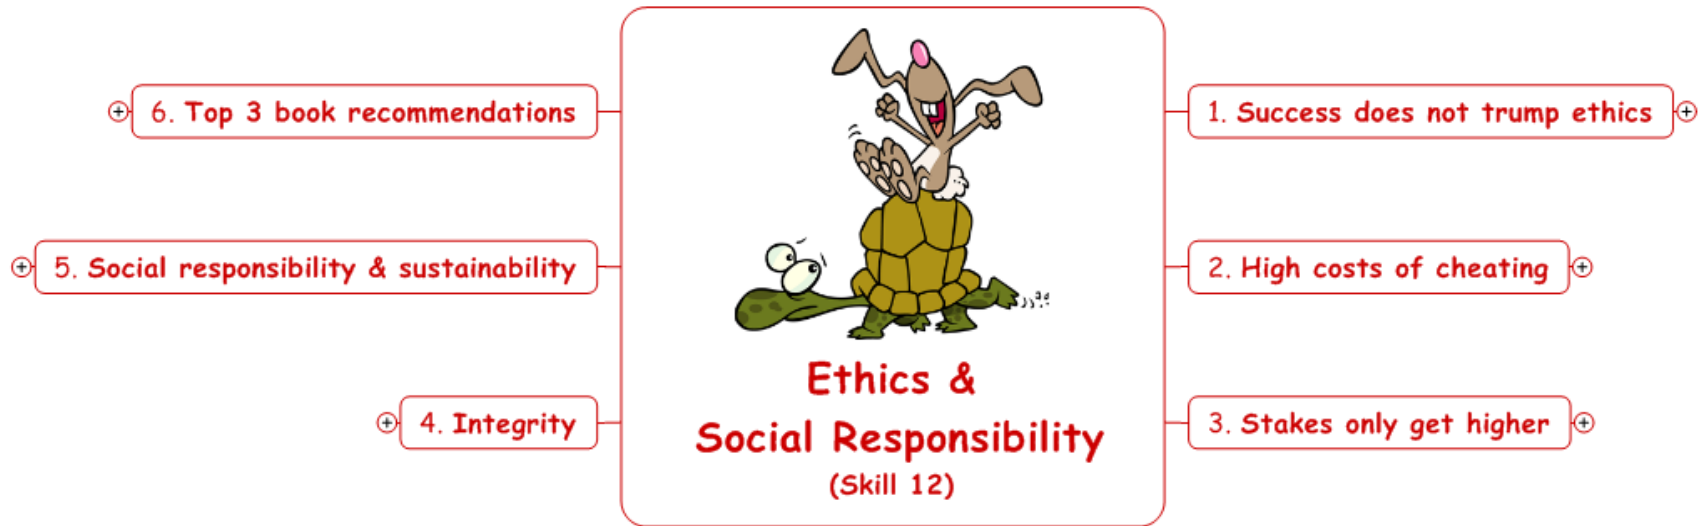 Ethics &
Social Responsibility
(Skill 12)
1. Success does not trump ethics
2. High costs of cheating
3. Stakes only get higher
4. Integrity
5. Social responsibility & sustainability
6. Top 3 book recommendations